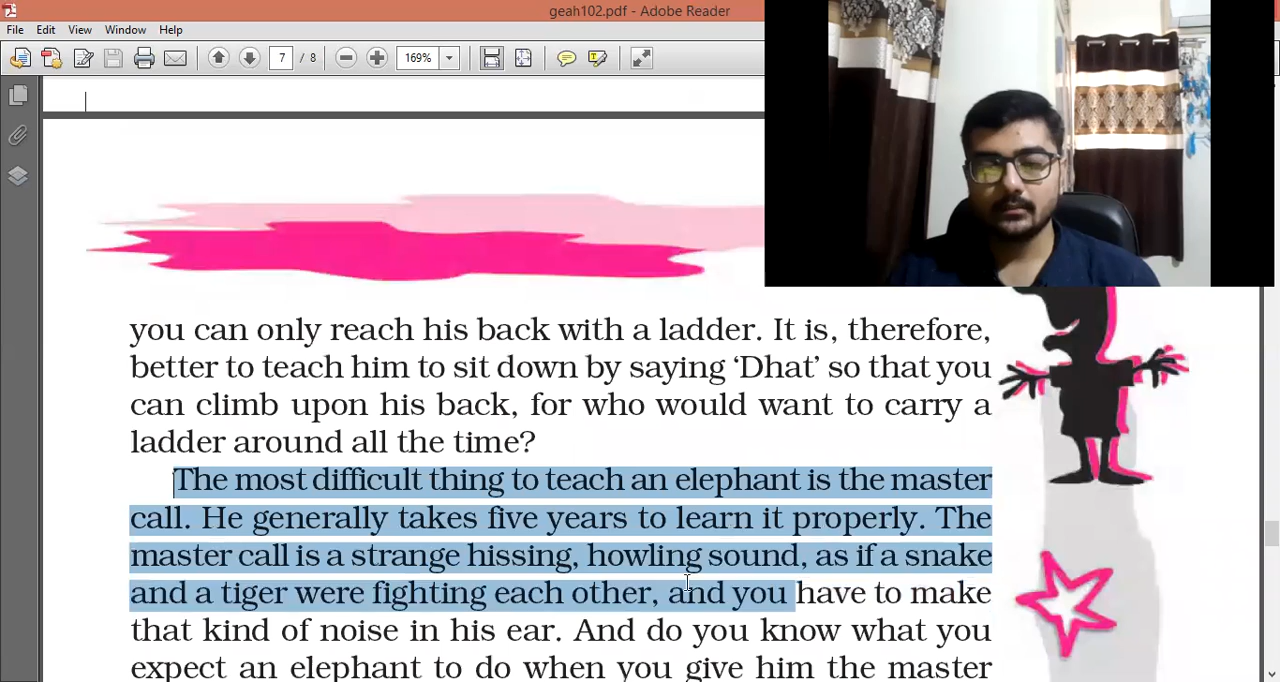 geah102.pdf - Adobe Reader
File Edit View Window Help
7 / 8 169%
you can only reach his back with a ladder. It is, therefore,
better to teach him to sit down by saying ‘Dhat’ so that you
can climb upon his back, for who would want to carry a
ladder around all the time?
The most difficult thing to teach an elephant is the master
call. He generally takes five years to learn it properly. The
master call is a strange hissing, howling sound, as if a snake
and a tiger were fighting each other, and you have to make
that kind of noise in his ear. And do you know what you
expect an elephant to do when you give him the master